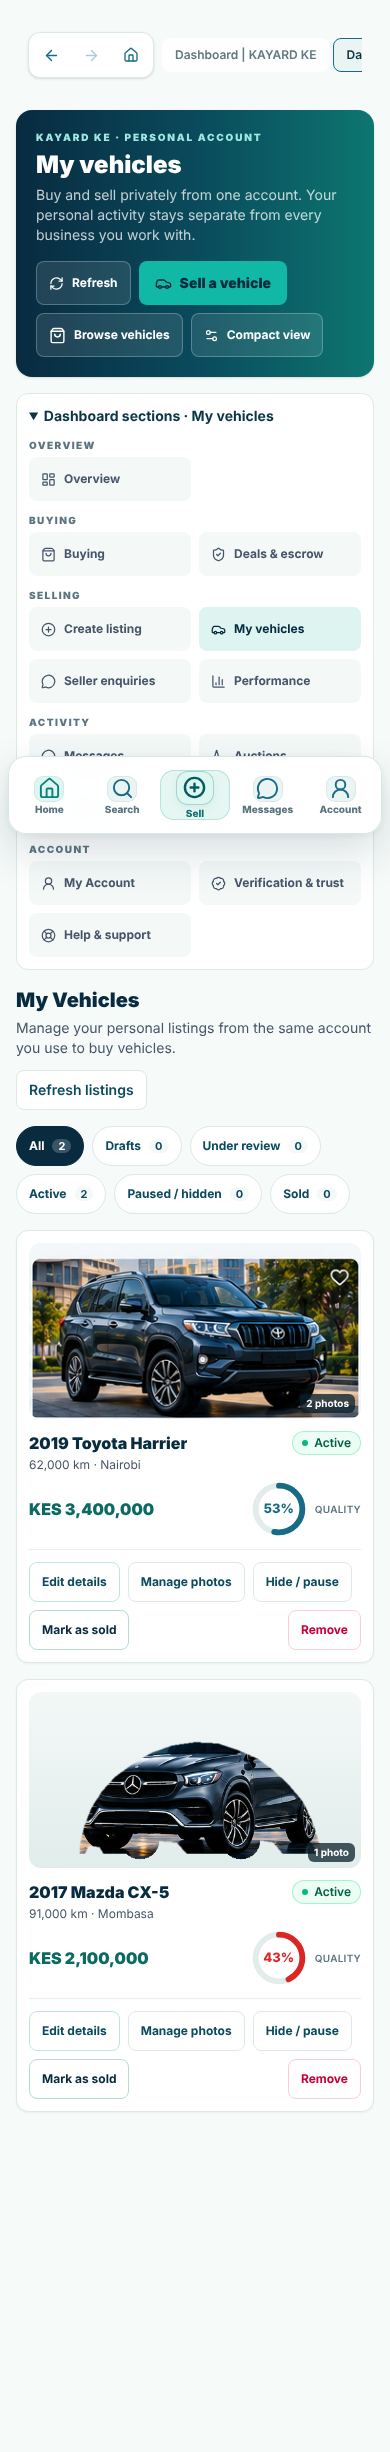 Dashboard | KAYARD KE
Da
KAYARD KE · PERSONAL ACCOUNT
My vehicles
Buy and sell privately from one account. Your
personal activity stays separate from every
business you work with.
Refresh
Sell a vehicle
Browse vehicles
Compact view
Dashboard sections · My vehicles
OVERVIEW
Overview
BUYING
Buying
Deals & escrow
SELLING
Create listing
My vehicles
Seller enquiries
Performance
ACTIVITY
Messages
Auctions
Home
Search
Sell
Messages
Account
ACCOUNT
My Account
Verification & trust
Help & support
My Vehicles
Manage your personal listings from the same account
you use to buy vehicles.
Refresh listings
All 2
Drafts 0
Under review 0
Active 2
Paused / hidden 0
Sold 0
2 photos
2019 Toyota Harrier
Active
62,000 km · Nairobi
KES 3,400,000
53%
QUALITY
Edit details
Manage photos
Hide / pause
Mark as sold
Remove
1 photo
2017 Mazda CX-5
Active
91,000 km · Mombasa
KES 2,100,000
43%
QUALITY
Edit details
Manage photos
Hide / pause
Mark as sold
Remove